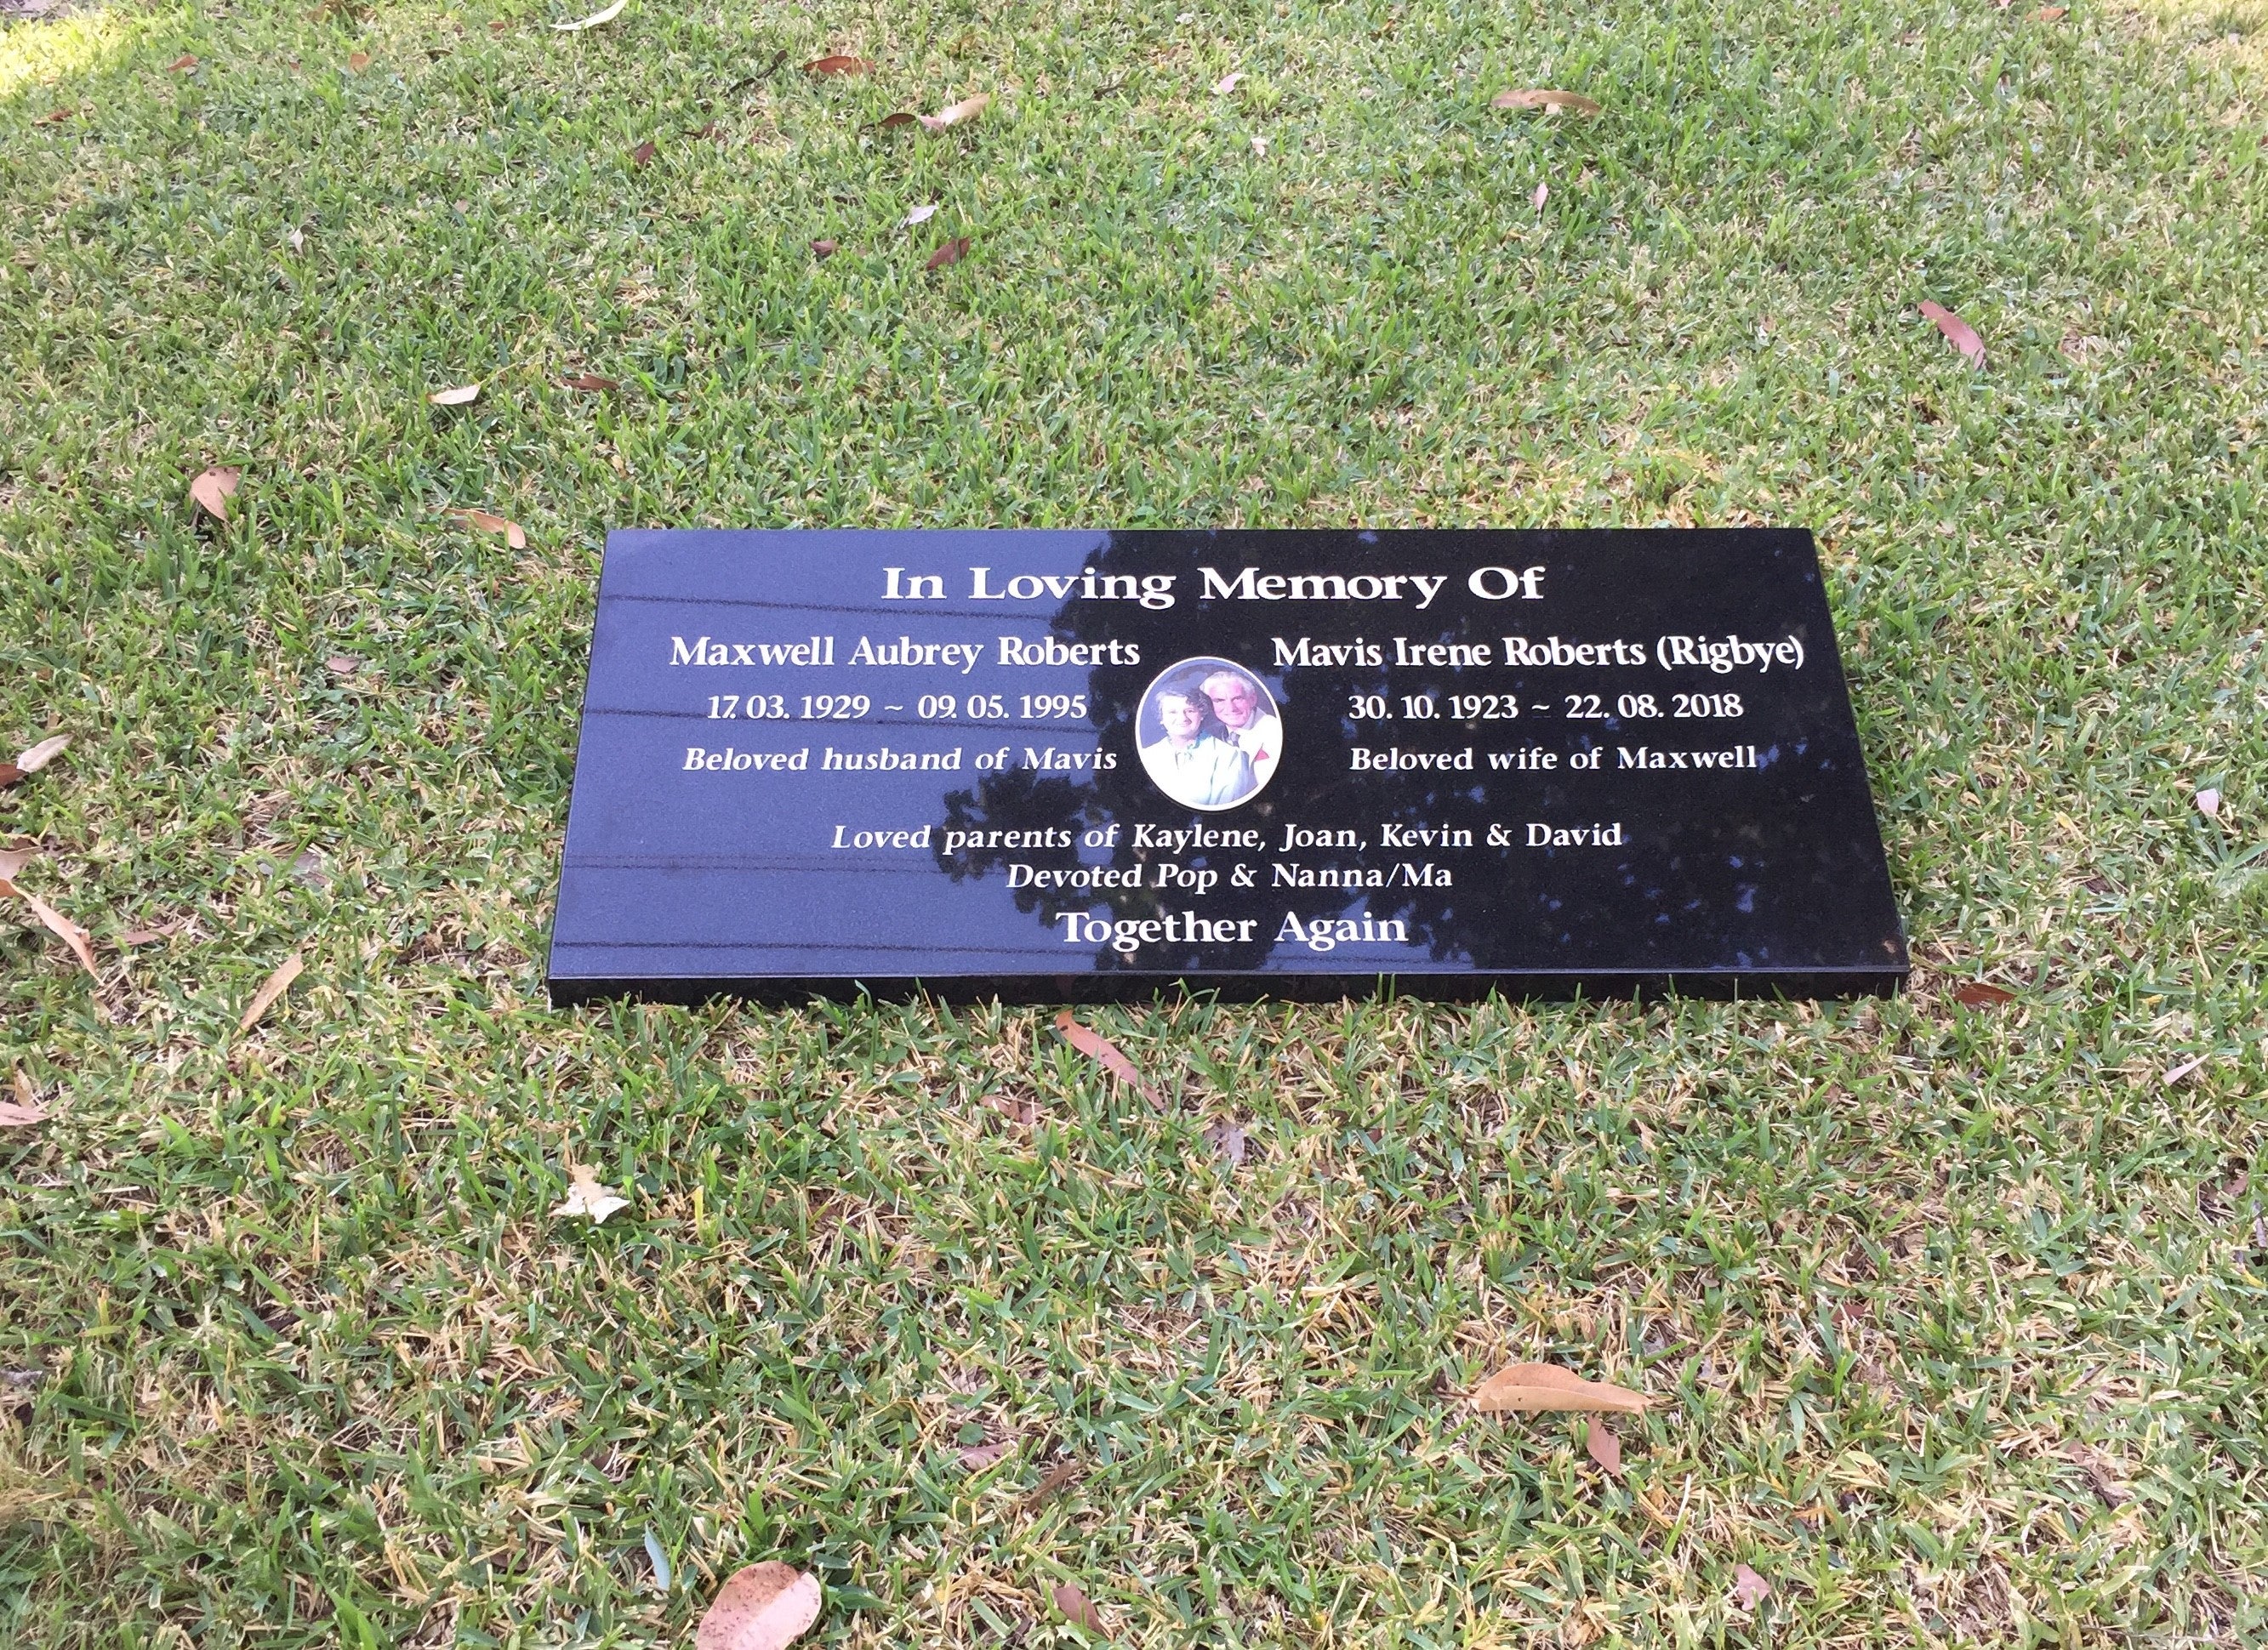 In Loving Memory Of
Maxwell Aubrey Roberts
17. 03. 1929 ~ 09. 05. 1995
Beloved husband of Mavis
Mavis Irene Roberts (Rigbye)
30. 10. 1923 ~ 22. 08. 2018
Beloved wife of Maxwell
Loved parents of Kaylene, Joan, Kevin & David
Devoted Pop & Nanna/Ma
Together Again